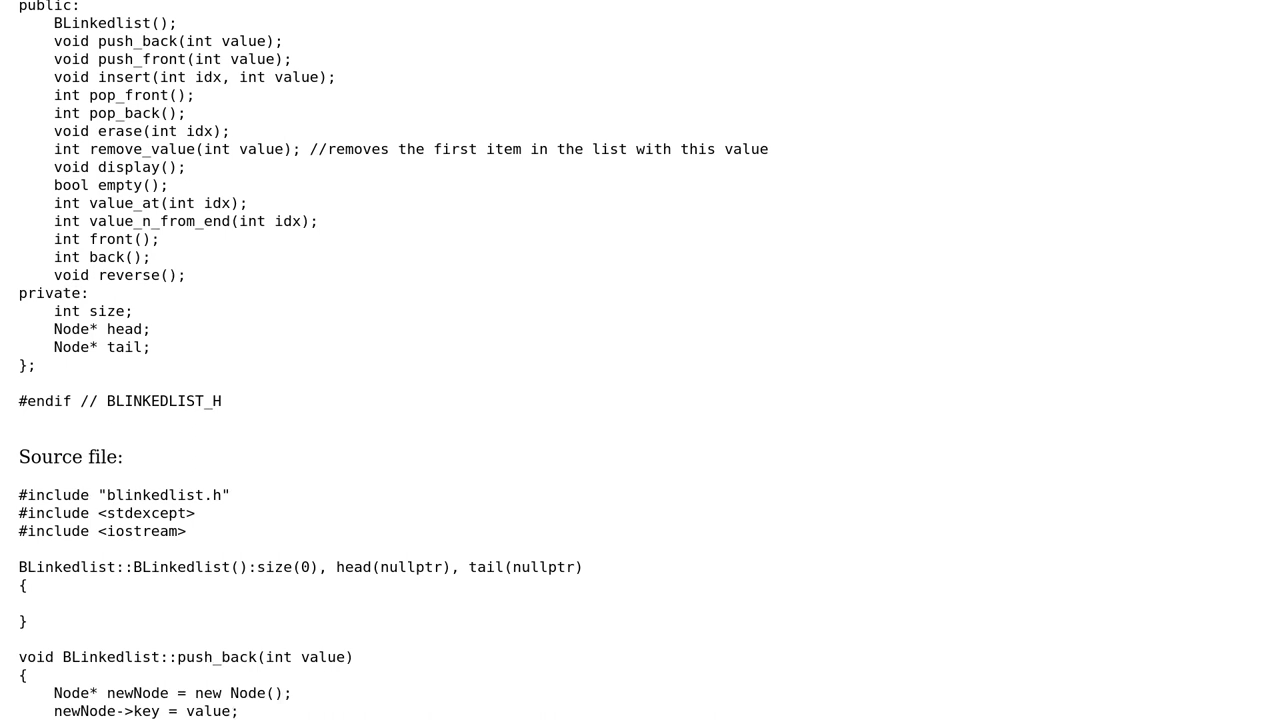 public:
    BLinkedlist();
    void push_back(int value);
    void push_front(int value);
    void insert(int idx, int value);
    int pop_front();
    int pop_back();
    void erase(int idx);
    int remove_value(int value); //removes the first item in the list with this value
    void display();
    bool empty();
    int value_at(int idx);
    int value_n_from_end(int idx);
    int front();
    int back();
    void reverse();
private:
    int size;
    Node* head;
    Node* tail;
};

#endif // BLINKEDLIST_H

Source file:

#include "blinkedlist.h"
#include <stdexcept>
#include <iostream>

BLinkedlist::BLinkedlist():size(0), head(nullptr), tail(nullptr)
{

}

void BLinkedlist::push_back(int value)
{
    Node* newNode = new Node();
    newNode->key = value;